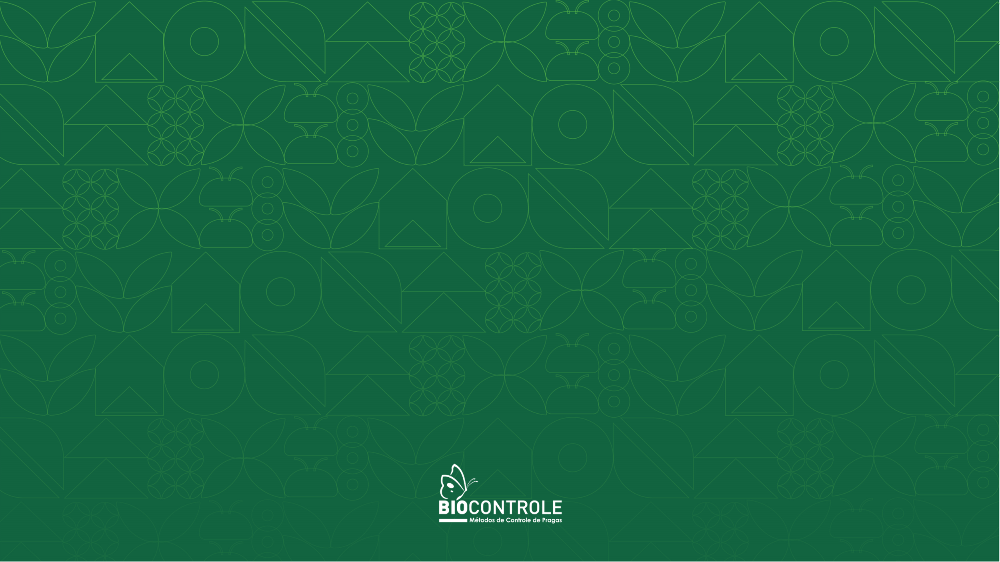 BIOCONTROLE
Métodos de Controle de Pragas